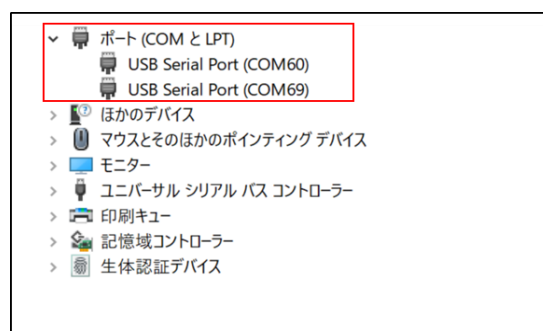 ポート (COM と LPT)
USB Serial Port (COM60)
USB Serial Port (COM69)
ほかのデバイス
マウスとそのほかのポインティング デバイス
モニター
ユニバーサル シリアル バス コントローラー
印刷キュー
記憶域コントローラー
生体認証デバイス